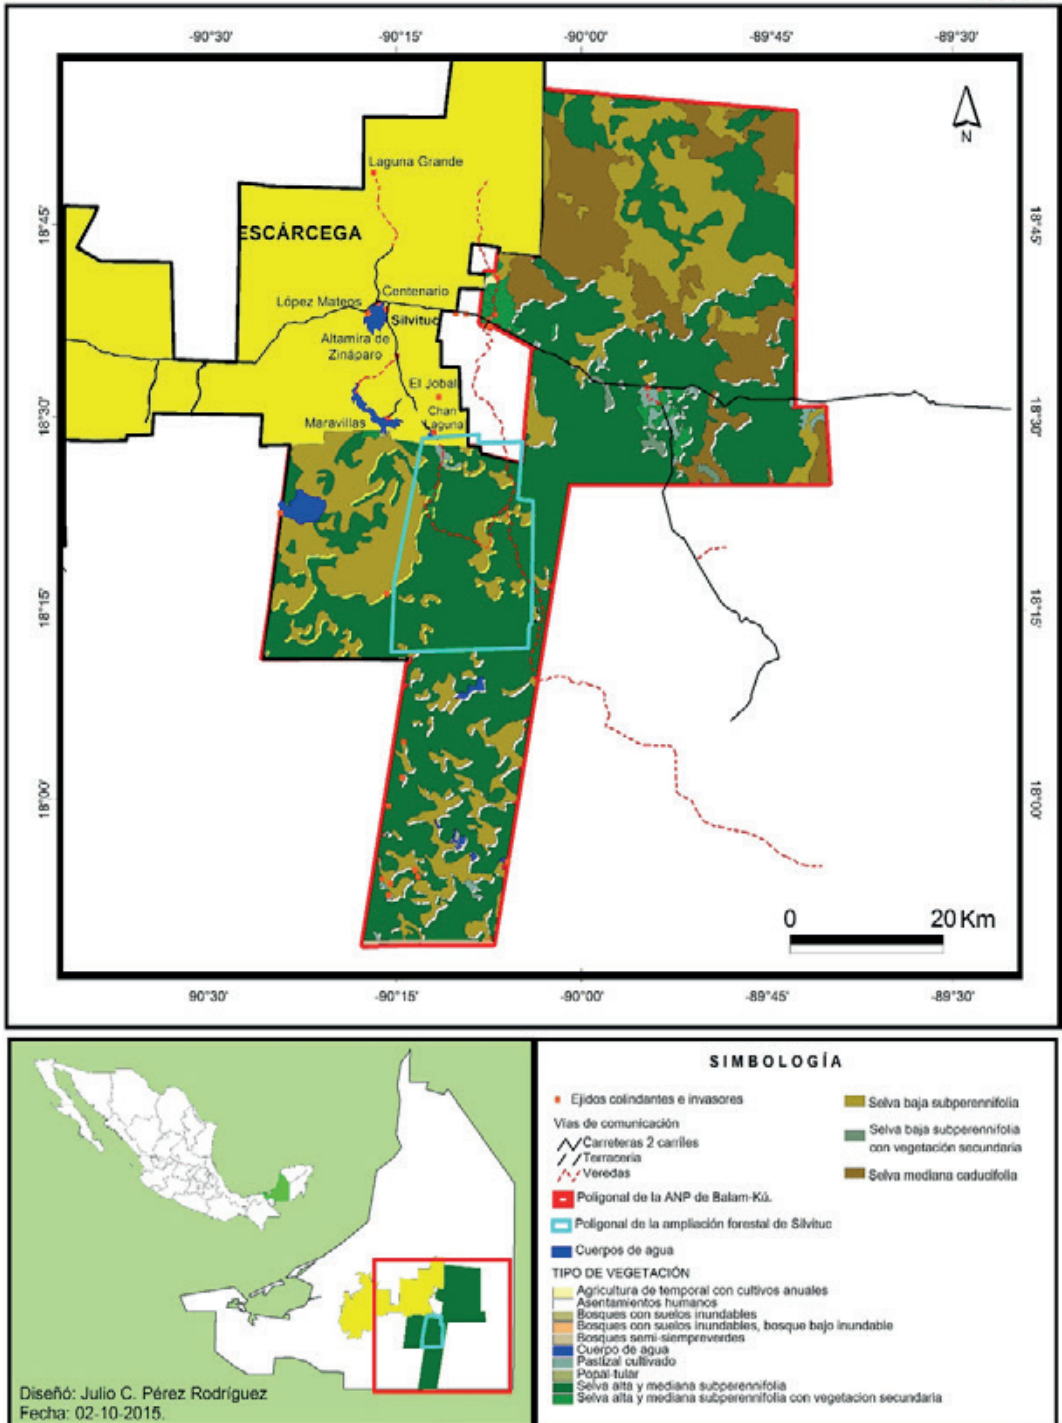 -90°30'
-90°15'
-90°00'
-89°45'
-89°30'
N
Laguna Grande
18°45'
18°45'
ESCÁRCEGA
Centenario
López Mateos
Silvituc
Altamira de
Zináparo
El Jobal
18°30'
18°30'
Chan
Laguna
Maravillas
18°15'
18°15'
18°00'
18°00'
0 20 Km
90°30'
-90°15'
-90°00'
-89°45'
-89°30'
Diseñó: Julio C. Pérez Rodríguez
Fecha: 02-10-2015.
SIMBOLOGÍA
Ejidos colindantes e invasores
Vías de comunicación
Carreteras 2 carriles
Terraceria
Veredas
Poligonal de la ANP de Balam-Kú.
Poligonal de la ampliación forestal de Silvituc
Cuerpos de agua
TIPO DE VEGETACIÓN
Agricultura de temporal con cultivos anuales
Asentamientos humanos
Bosques con suelos inundables
Bosques con suelos inundables, bosque bajo inundable
Bosques semi-siempreverdes
Cuerpo de agua
Pastizal cultivado
Popal-tular
Selva alta y mediana subperennifolia
Selva alta y mediana subperennifolia con vegetacion secundaria
Selva baja subperennifolia
Selva baja subperennifolia
con vegetación secundaria
Selva mediana caducifolia